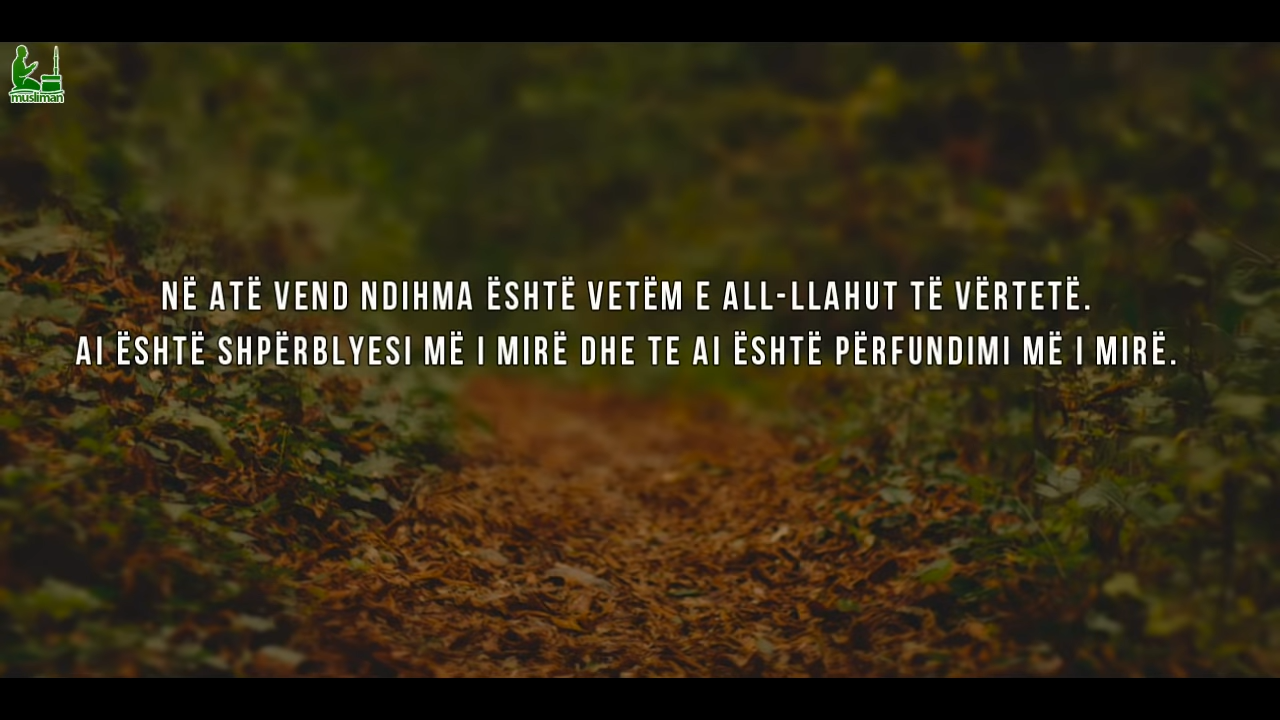 musliman
NË ATË VEND NDIHMA ËSHTË VETËM E ALL-LLAHUT TË VËRTETË.
AI ËSHTË SHPËRBLYESI MË I MIRË DHE TE AI ËSHTË PËRFUNDIMI MË I MIRË.